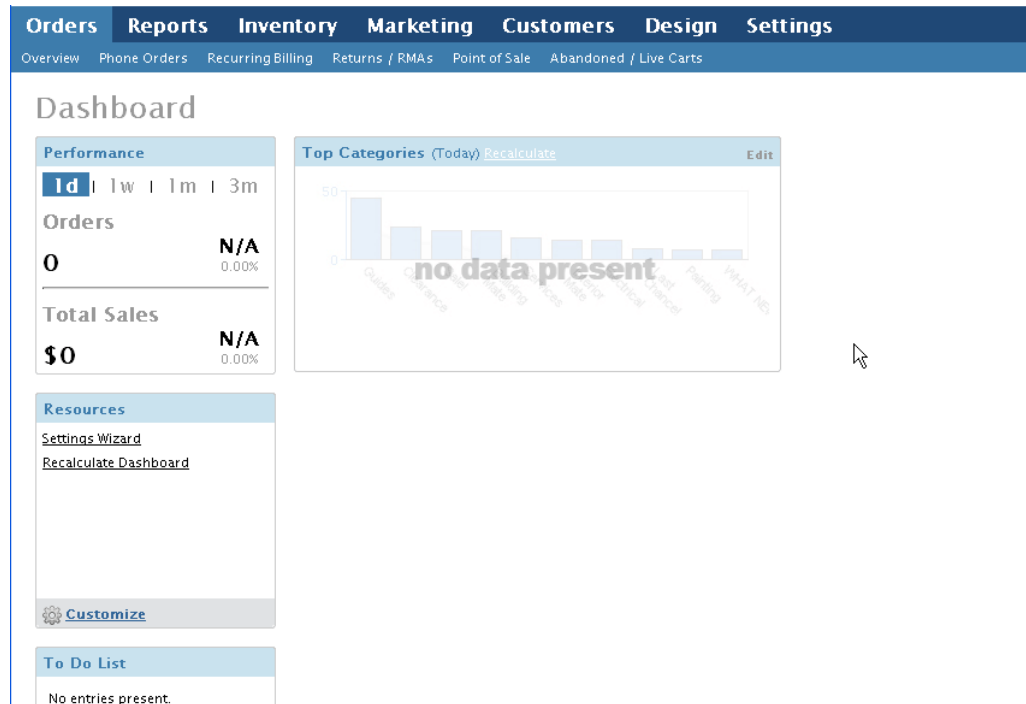 Orders Reports Inventory Marketing Customers Design Settings
Overview Phone Orders Recurring Billing Returns / RMAs Point of Sale Abandoned / Live Carts
Dashboard
Performance
1d 1w 1m 3m
Orders
0
N/A
0.00%
Total Sales
$0
N/A
0.00%
Top Categories (Today) Recalculate
Edit
50
0
no data present
Guides
Painting
Resources
Settings Wizard
Recalculate Dashboard
Customize
To Do List
No entries present.